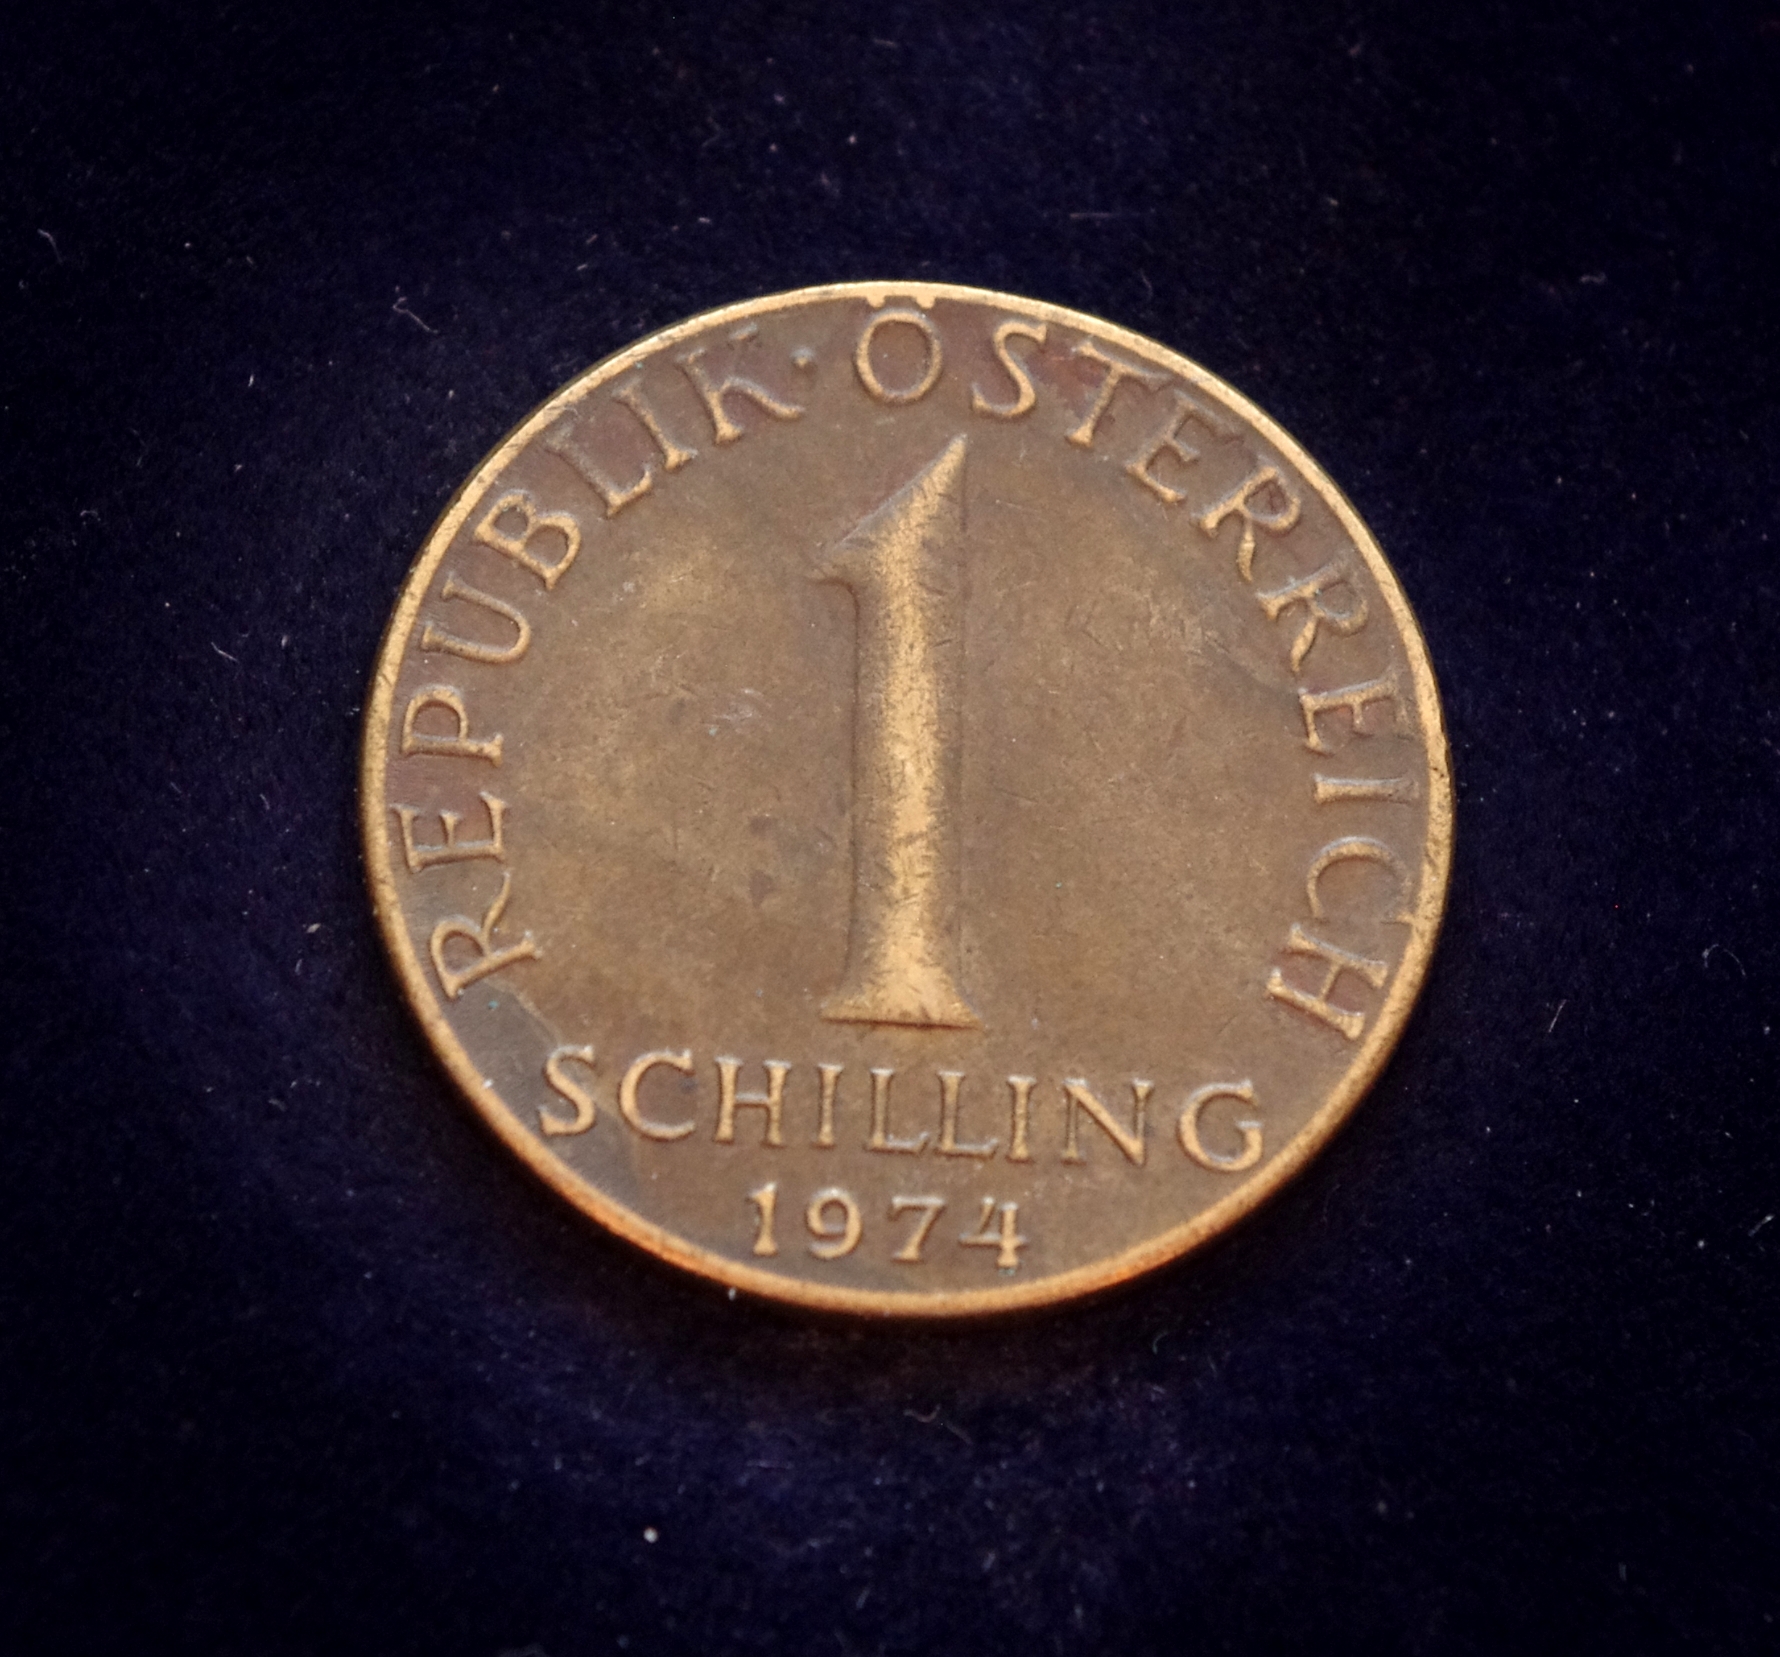 REPUBLIK · ÖSTERREICH
1
SCHILLING
1974